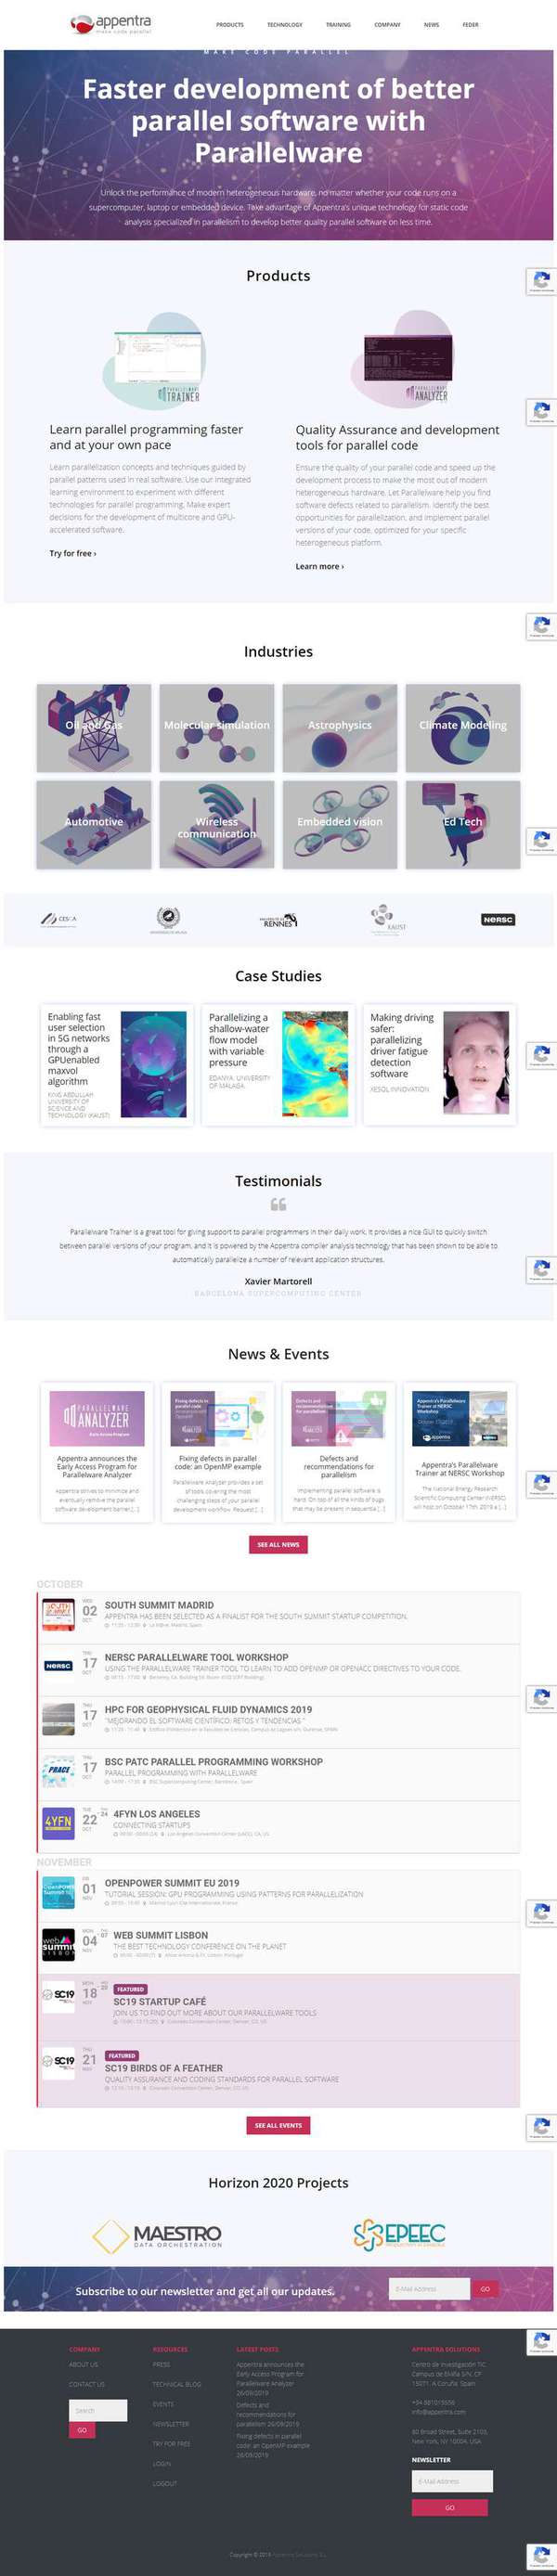 appentra
make code parallel
PRODUCTS
TECHNOLOGY
TRAINING
COMPANY
NEWS
FEDER
MAKE CODE PARALLEL
Faster development of better
parallel software with
Parallelware
Unlock the performance of modern heterogeneous hardware, no matter whether your code runs on a
supercomputer, laptop or embedded device. Take advantage of Appentra's unique technology for static code
analysis specialized in parallelism to develop better quality parallel software on less time.
Products
PARALLELWARE
TRAINER
Learn parallel programming faster
and at your own pace
Learn parallelization concepts and techniques guided by
parallel patterns used in real software. Use our integrated
learning environment to experiment with different
technologies for parallel programming. Make expert
decisions for the development of multicore and GPU-
accelerated software.
Try for free ›
PARALLELWARE
ANALYZER
Quality Assurance and development
tools for parallel code
Ensure the quality of your parallel code and speed up the
development process to make the most out of modern
heterogeneous hardware. Let Parallelware help you find
software defects related to parallelism, identify the best
opportunities for parallelization, and implement parallel
versions of your code, optimized for your specific
heterogeneous platform.
Learn more ›
Industries
Oil and Gas
Molecular simulation
Astrophysics
Climate Modeling
Automotive
Wireless
communication
Embedded vision
Ed Tech
CESGA
RENNES
KAUST
NERSC
Case Studies
Enabling fast
user selection
in 5G networks
through a
GPUenabled
maxvol
algorithm
KING ABDULLAH
UNIVERSITY OF
SCIENCE AND
TECHNOLOGY (KAUST)
Parallelizing a
shallow-water
flow model
with variable
pressure
EDANYA, UNIVERSITY
OF MALAGA
Making driving
safer:
parallelizing
driver fatigue
detection
software
XESOL INNOVATION
Testimonials
Parallelware Trainer is a great tool for giving support to parallel programmers in their daily work. It provides a nice GUI to quickly switch
between parallel versions of your program, and it is powered by the Appentra compiler analysis technology that has been shown to be able to
automatically parallelize a number of relevant application structures.
Xavier Martorell
BARCELONA SUPERCOMPUTING CENTER
News & Events
PARALLELWARE
ANALYZER
Early Access Program
Appentra announces the
Early Access Program for
Parallelware Analyzer
Appentra strives to minimize and
eventually remove the parallel
software development barrier [...]
Fixing defects in parallel
code: an OpenMP example
Parallelware Analyzer provides a set
of tools covering the most
challenging steps of your parallel
development workflow. Request [...]
Defects and
recommendations for
parallelism
Implementing parallel software is
hard. On top of all the kinds of bugs
that may be present in sequential [...]
Appentra's Parallelware
Trainer at NERSC
Workshop
Appentra's Parallelware
Trainer at NERSC Workshop
The National Energy Research
Scientific Computing Center (NERSC)
will host on October 17th, 2019 a [...]
SEE ALL NEWS
OCTOBER
WED
02
OCT
SOUTH SUMMIT MADRID
APPENTRA HAS BEEN SELECTED AS A FINALIST FOR THE SOUTH SUMMIT STARTUP COMPETITION.
NERSC
THU
17
OCT
NERSC PARALLELWARE TOOL WORKSHOP
USING THE PARALLELWARE TRAINER TOOL TO LEARN TO ADD OPENMP OR OPENACC DIRECTIVES TO YOUR CODE.
THU
17
OCT
HPC FOR GEOPHYSICAL FLUID DYNAMICS 2019
"MEJORANDO EL SOFTWARE CIENTÍFICO: RETOS Y TENDENCIAS "
PRACE
THU
17
OCT
BSC PATC PARALLEL PROGRAMMING WORKSHOP
PARALLEL PROGRAMMING WITH PARALLELWARE
4YFN
TUE
22
OCT
THU
24
4FYN LOS ANGELES
CONNECTING STARTUPS
NOVEMBER
FRI
01
NOV
OPENPOWER SUMMIT EU 2019
TUTORIAL SESSION: GPU PROGRAMMING USING PATTERNS FOR PARALLELIZATION
web
summit
LISBON
MON
04
NOV
THU
07
WEB SUMMIT LISBON
THE BEST TECHNOLOGY CONFERENCE ON THE PLANET
SC19
MON
18
NOV
WED
20
FEATURED
SC19 STARTUP CAFÉ
JOIN US TO FIND OUT MORE ABOUT OUR PARALLELWARE TOOLS
SC19
THU
21
NOV
FEATURED
SC19 BIRDS OF A FEATHER
QUALITY ASSURANCE AND CODING STANDARDS FOR PARALLEL SOFTWARE
SEE ALL EVENTS
Horizon 2020 Projects
MAESTRO
DATA ORCHESTRATION
EPEEC
Subscribe to our newsletter and get all our updates.
E-Mail Address
GO
COMPANY
ABOUT US
CONTACT US
Search
GO
RESOURCES
PRESS
TECHNICAL BLOG
EVENTS
NEWSLETTER
TRY FOR FREE
LOGIN
LOGOUT
LATEST POSTS
Appentra announces the
Early Access Program for
Parallelware Analyzer
26/09/2019
Defects and
recommendations for
parallelism 26/09/2019
Fixing defects in parallel
code: an OpenMP example
26/09/2019
APPENTRA SOLUTIONS
Centro de Investigación TIC,
Campus de Elviña S/N, CP
15071, A Coruña, Spain
+34 881015556
info@appentra.com
80 Broad Street, Suite 2103,
New York, NY 10004, USA
NEWSLETTER
E-Mail Address
GO
Copyright © 2019 Appentra Solutions S.L.